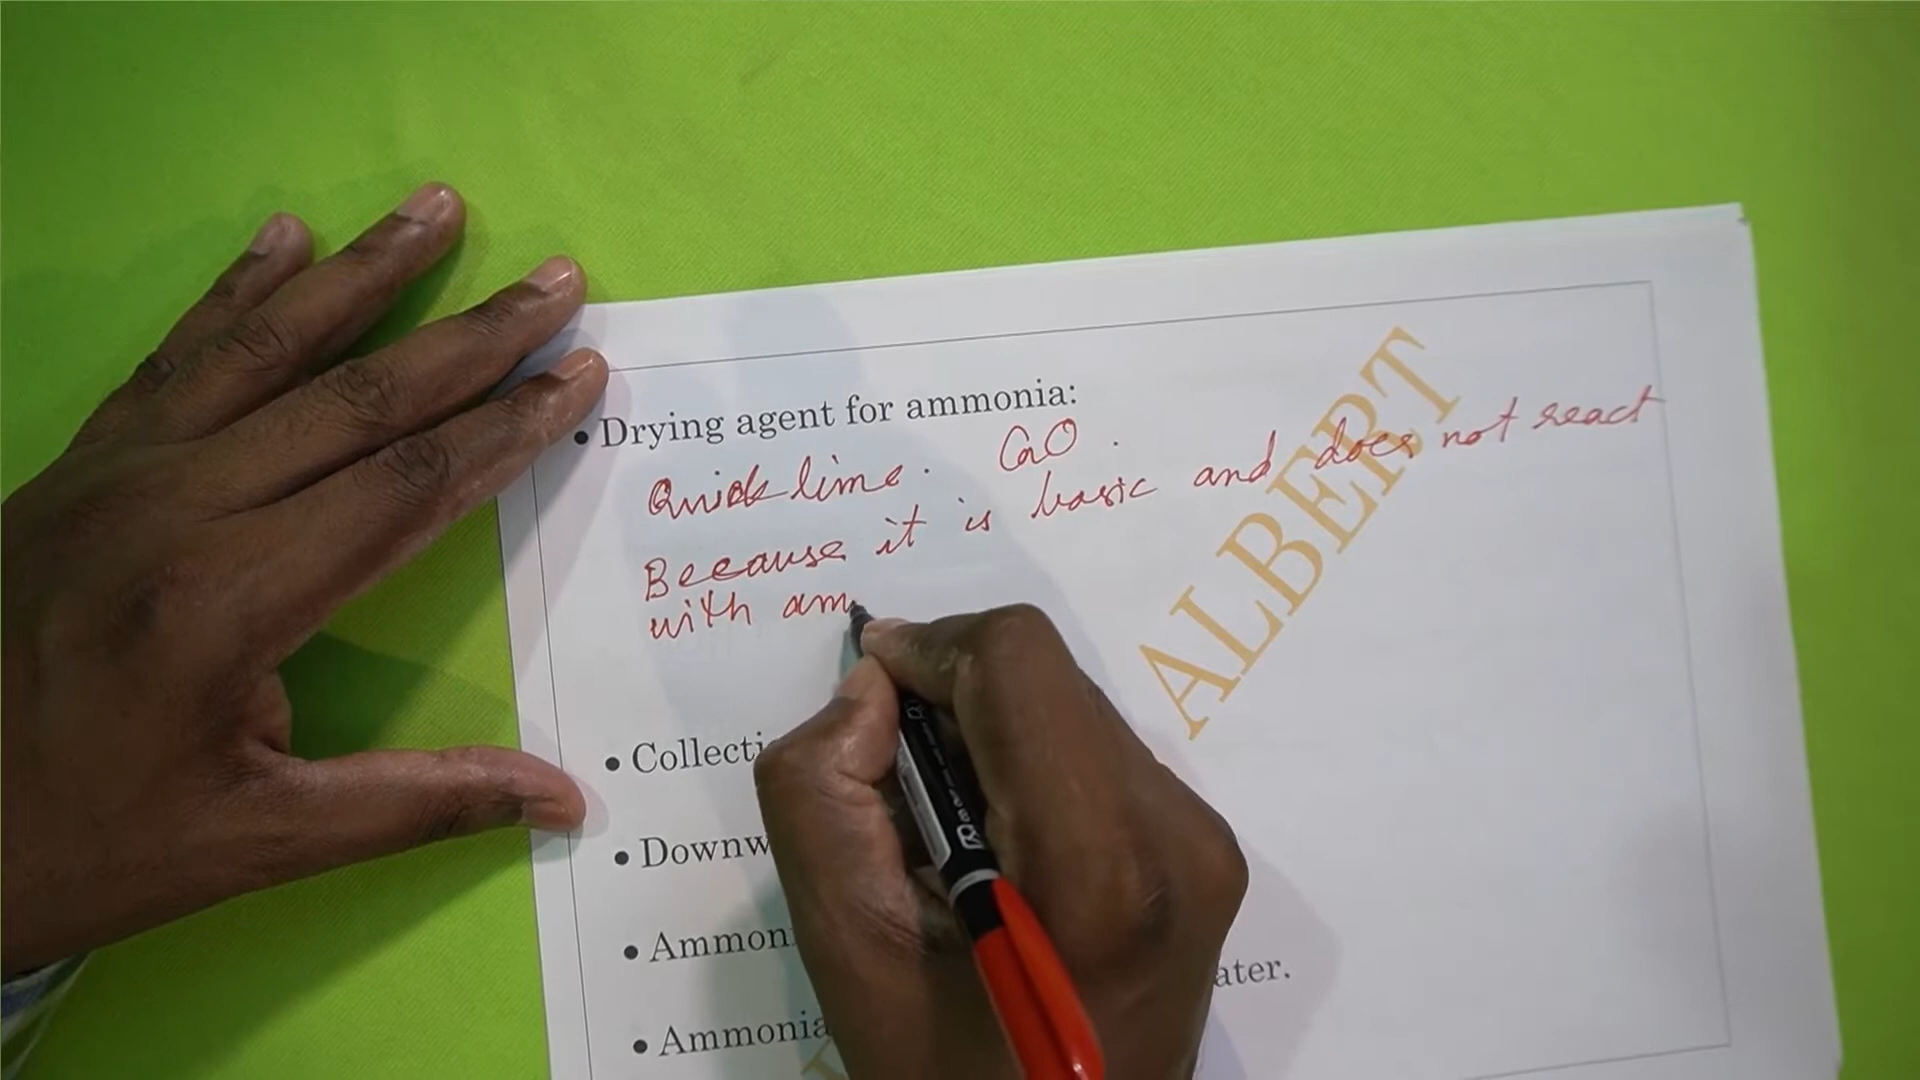 • Drying agent for ammonia:
Quick lime. CaO.
Because it is basic and does not react
with am
• Collecti
• Downw
• Ammoni
ater.
• Ammonia
ALBERT